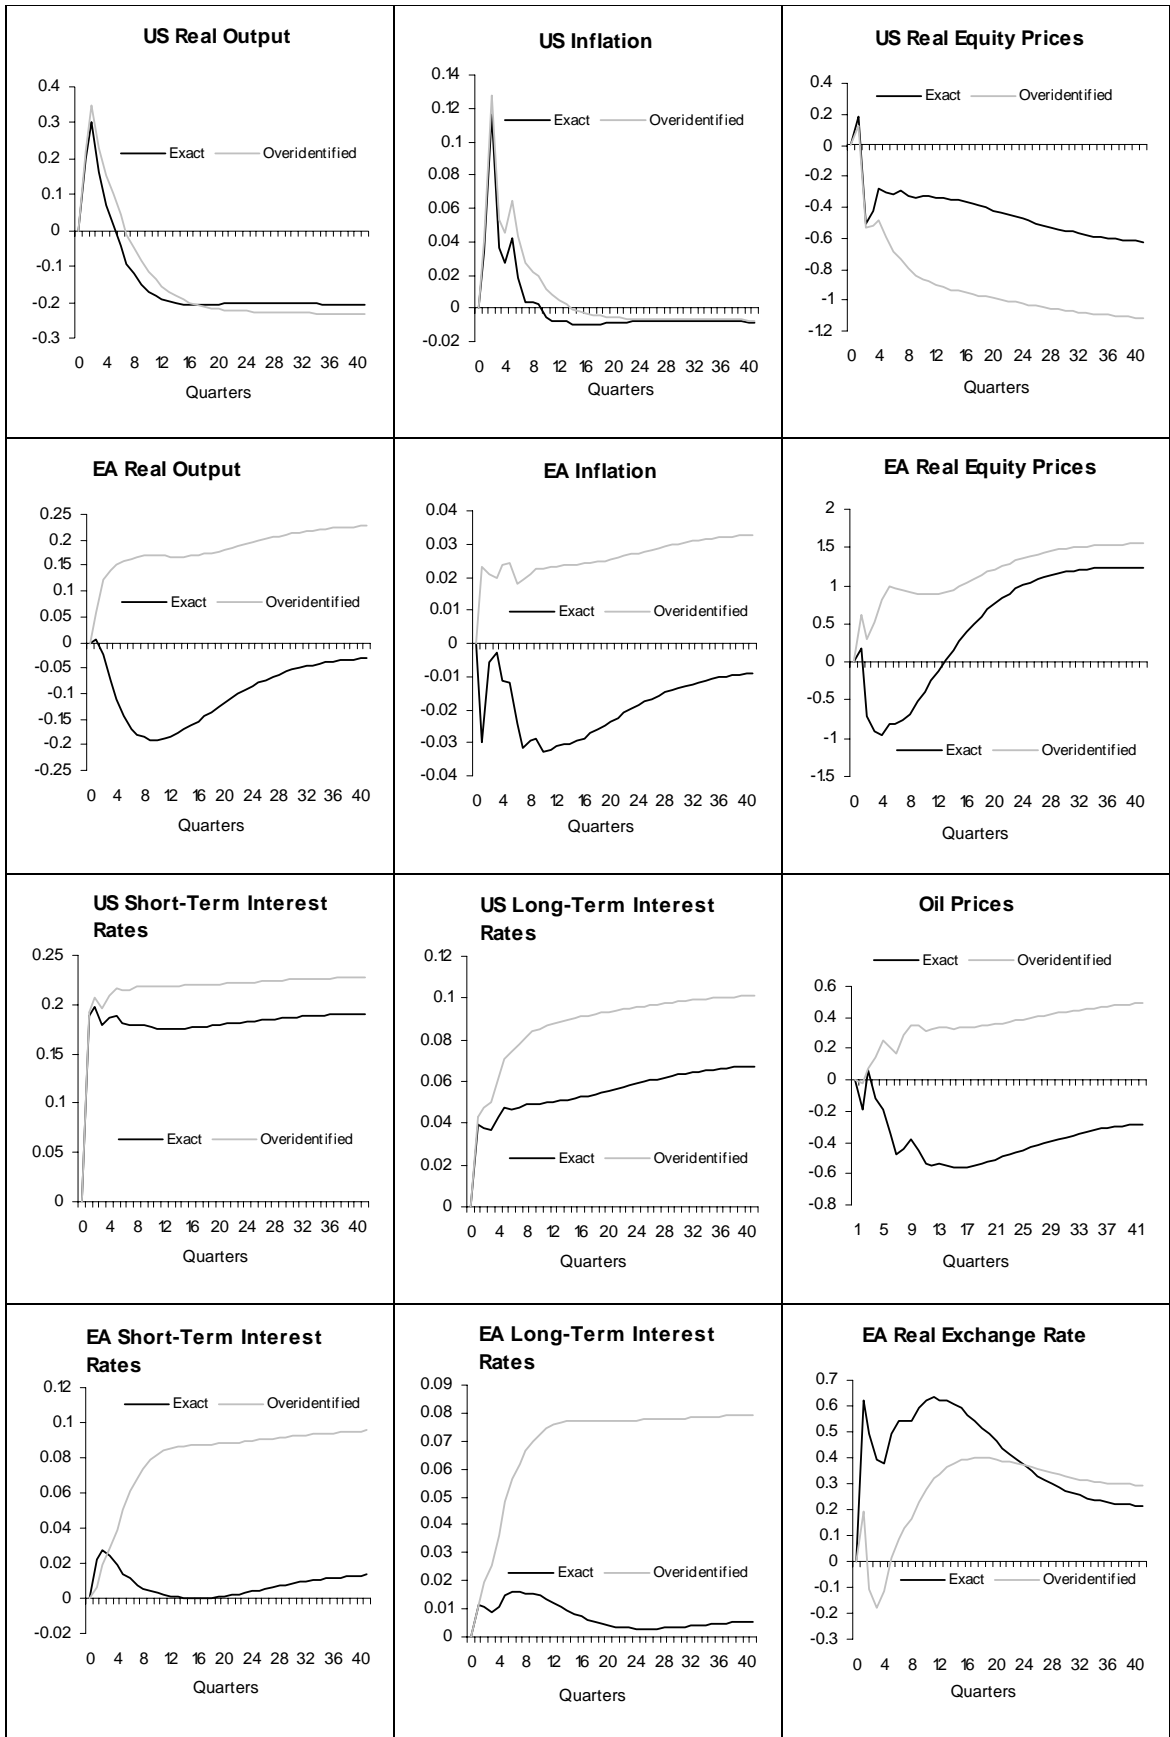 US Real Output
0.4
0.3
0.2
0.1
0
-0.1
-0.2
-0.3
Exact Overidentified
0 4 8 12 16 20 24 28 32 36 40
Quarters
US Inflation
0.14
0.12
0.1
0.08
0.06
0.04
0.02
0
-0.02
Exact Overidentified
0 4 8 12 16 20 24 28 32 36 40
Quarters
US Real Equity Prices
0.4
0.2
0
-0.2
-0.4
-0.6
-0.8
-1
-1.2
Exact Overidentified
0 4 8 12 16 20 24 28 32 36 40
Quarters
EA Real Output
0.25
0.2
0.15
0.1
0.05
0
-0.05
-0.1
-0.15
-0.2
-0.25
Exact Overidentified
0 4 8 12 16 20 24 28 32 36 40
Quarters
EA Inflation
0.04
0.03
0.02
0.01
0
-0.01
-0.02
-0.03
-0.04
Exact Overidentified
0 4 8 12 16 20 24 28 32 36 40
Quarters
EA Real Equity Prices
2
1.5
1
0.5
0
-0.5
-1
-1.5
Exact Overidentified
0 4 8 12 16 20 24 28 32 36 40
Quarters
US Short-Term Interest
Rates
0.25
0.2
0.15
0.1
0.05
0
Exact Overidentified
0 4 8 12 16 20 24 28 32 36 40
Quarters
US Long-Term Interest
Rates
0.12
0.1
0.08
0.06
0.04
0.02
0
Exact Overidentified
0 4 8 12 16 20 24 28 32 36 40
Quarters
Oil Prices
Exact Overidentified
0.6
0.4
0.2
0
-0.2
-0.4
-0.6
-0.8
1 5 9 13 17 21 25 29 33 37 41
Quarters
EA Short-Term Interest
Rates
0.12
0.1
0.08
0.06
0.04
0.02
0
-0.02
Exact Overidentified
0 4 8 12 16 20 24 28 32 36 40
Quarters
EA Long-Term Interest
Rates
0.09
0.08
0.07
0.06
0.05
0.04
0.03
0.02
0.01
0
Exact Overidentified
0 4 8 12 16 20 24 28 32 36 40
Quarters
EA Real Exchange Rate
0.7
0.6
0.5
0.4
0.3
0.2
0.1
0
-0.1
-0.2
-0.3
Exact Overidentified
0 4 8 12 16 20 24 28 32 36 40
Quarters